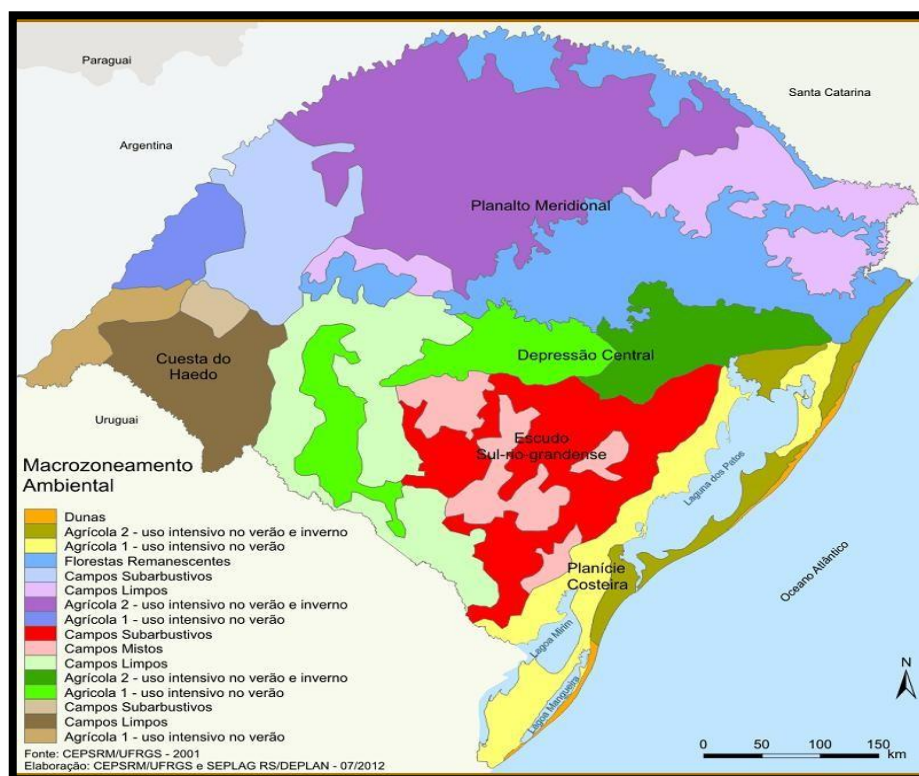 Paraguai
Santa Catarina
Argentina
Planalto Meridional
Depressão Central
Cuesta do
Haedo
Uruguai
Escudo
Sul-rio-grandense
Laguna dos Patos
Planície
Costeira
Oceano Atlântico
Lagoa Mirim
Lagoa Mangueira
Macrozoneamento
Ambiental
Dunas
Agrícola 2 - uso intensivo no verão e inverno
Agrícola 1 - uso intensivo no verão
Florestas Remanescentes
Campos Subarbustivos
Campos Limpos
Agrícola 2 - uso intensivo no verão e inverno
Agrícola 1 - uso intensivo no verão
Campos Subarbustivos
Campos Mistos
Campos Limpos
Agrícola 2 - uso intensivo no verão e inverno
Agricola 1 - uso intensivo no verão
Campos Subarbustivos
Campos Limpos
Agrícola 1 - uso intensivo no verão
Fonte: CEPSRM/UFRGS - 2001
Elaboração: CEPSRM/UFRGS e SEPLAG RS/DEPLAN - 07/2012
N
0 50 100 150
km